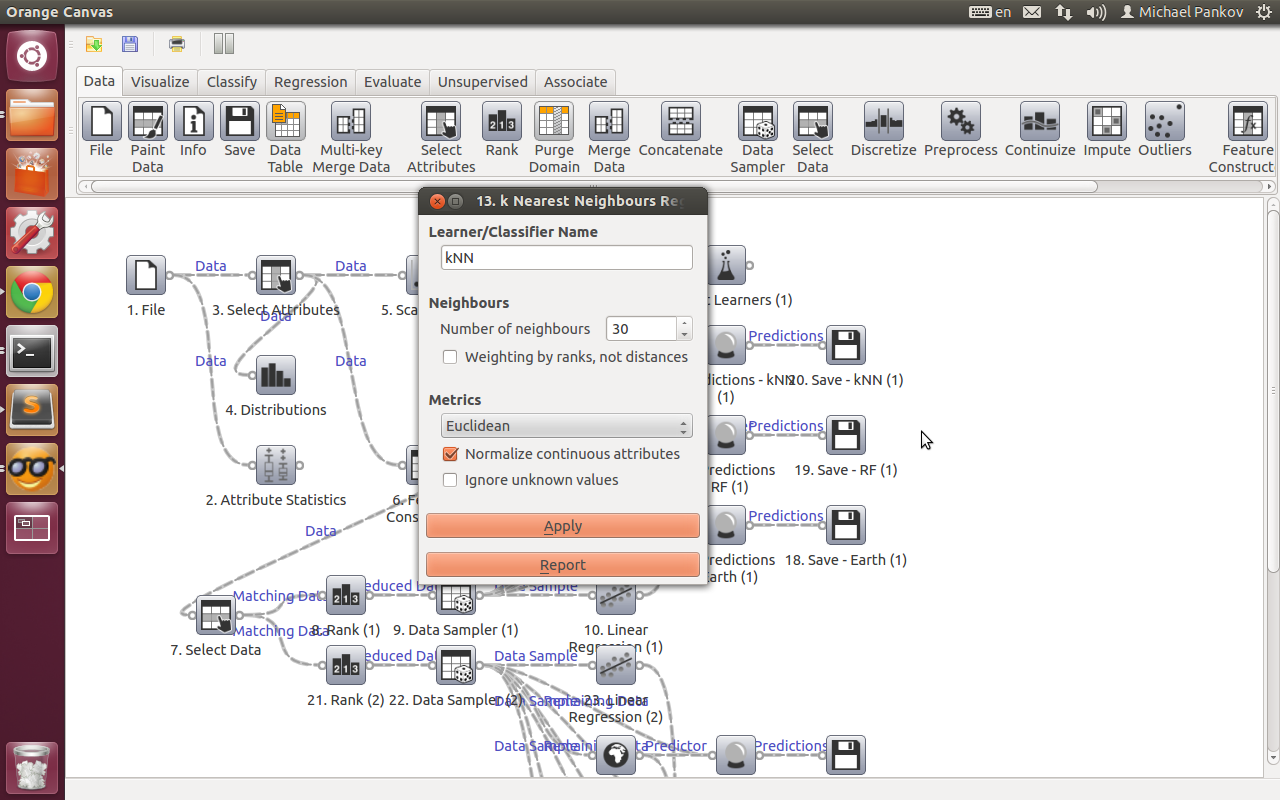 Orange Canvas
en
Michael Pankov
Data
Visualize
Classify
Regression
Evaluate
Unsupervised
Associate
File
Paint
Data
Info
Save
Data
Table
Multi-key
Merge Data
Select
Attributes
Rank
Purge
Domain
Merge
Data
Concatenate
Data
Sampler
Select
Data
Discretize
Preprocess
Continuize
Impute
Outliers
Feature
Construct
13. k Nearest Neighbours Re
Learner/Classifier Name
kNN
Neighbours
Number of neighbours
30
Weighting by ranks, not distances
Metrics
Euclidean
Normalize continuous attributes
Ignore unknown values
Apply
Report
Data
Data
1. File
3. Select Attributes
5. Sca
Data
Data
Data
4. Distributions
2. Attribute Statistics
6. Fe
Cons
Data
t Learners (1)
Predictions
dictions - kNN
(1)
20. Save - kNN (1)
Predictions
redictions
RF (1)
19. Save - RF (1)
Predictions
redictions
arth (1)
18. Save - Earth (1)
Matching Data
educed Da
Sample
Matching Data
7. Select Data
8. Rank (1)
9. Data Sampler (1)
10. Linear
Regression (1)
educed Da
Data Sample
21. Rank (2)
22. Data Sampler (2)
23. Linear
Regression (2)
Data Sample
Remaining Data
Data Sample
Predictor
Predictions